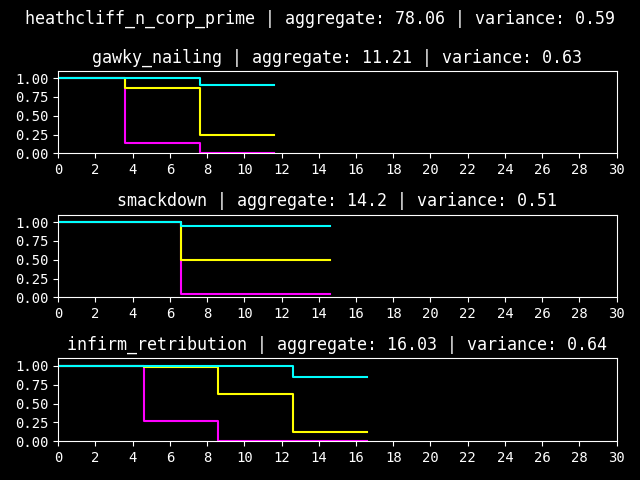 heathcliff_n_corp_prime | aggregate: 78.06 | variance: 0.59
gawky_nailing | aggregate: 11.21 | variance: 0.63
1.00
0.75
0.50
0.25
0.00
0 2 4 6 8 10 12 14 16 18 20 22 24 26 28 30
smackdown | aggregate: 14.2 | variance: 0.51
1.00
0.75
0.50
0.25
0.00
0 2 4 6 8 10 12 14 16 18 20 22 24 26 28 30
infirm_retribution | aggregate: 16.03 | variance: 0.64
1.00
0.75
0.50
0.25
0.00
0 2 4 6 8 10 12 14 16 18 20 22 24 26 28 30